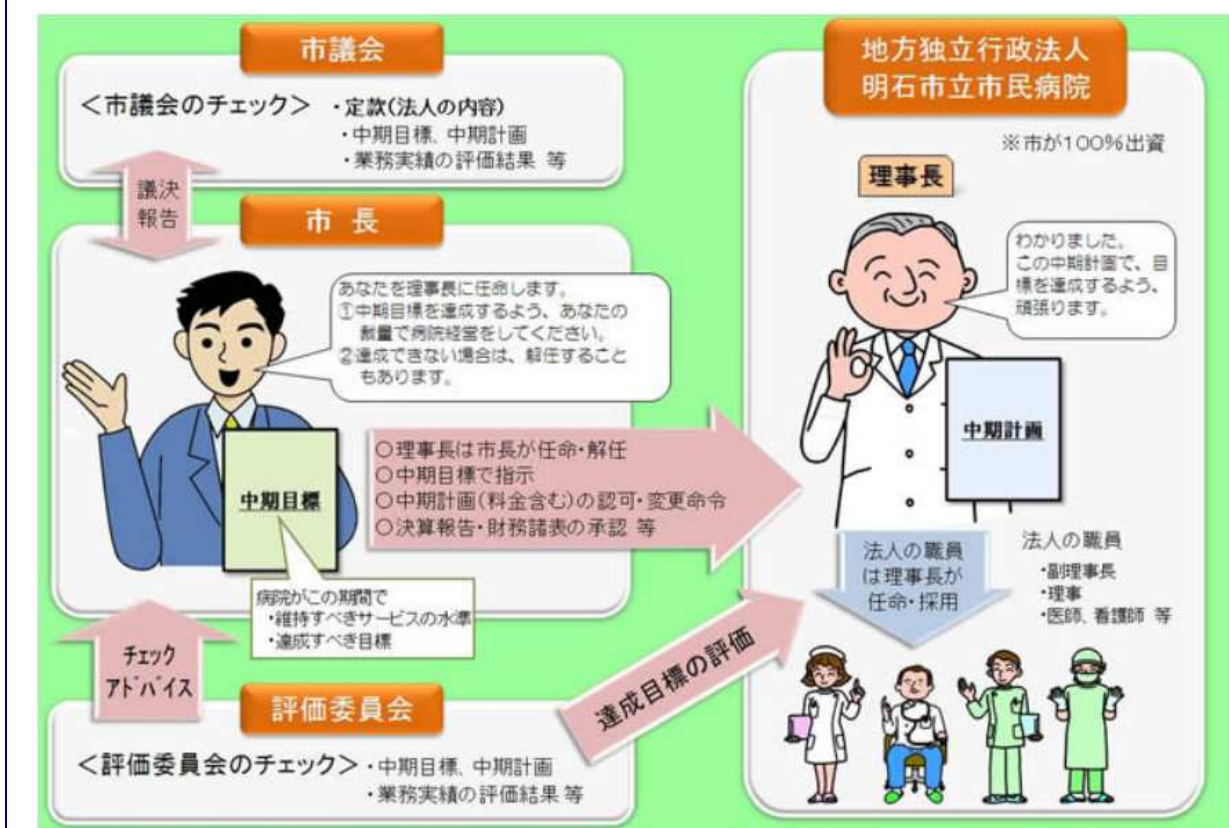 市議会
<市議会のチェック> ・定款(法人の内容)
・中期目標、中期計画
・業務実績の評価結果 等
議決
報告
市 長
あなたを理事長に任命します。
①中期目標を達成するよう、あなたの
裁量で病院経営をしてください。
②達成できない場合は、解任すること
もあります。
中期目標
○理事長は市長が任命・解任
○中期目標で指示
○中期計画(料金含む)の認可・変更命令
○決算報告・財務諸表の承認 等
病院がこの期間で
・維持すべきサービスの水準
・達成すべき目標
チェック
アドバイス
評価委員会
<評価委員会のチェック> ・中期目標、中期計画
・業務実績の評価結果 等
達成目標の評価
地方独立行政法人
明石市立市民病院
※市が100%出資
理事長
わかりました。
この中期計画で、目
標を達成するよう、
頑張ります。
中期計画
法人の職員
は理事長が
任命・採用
法人の職員
・副理事長
・理事
・医師、看護師 等